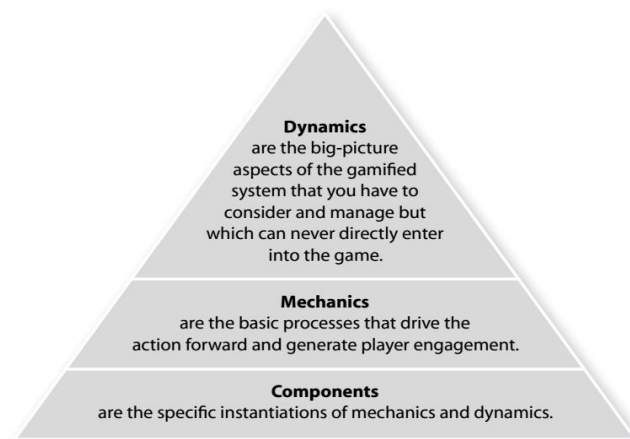 Dynamics
are the big-picture
aspects of the gamified
system that you have to
consider and manage but
which can never directly enter
into the game.
Mechanics
are the basic processes that drive the
action forward and generate player engagement.
Components
are the specific instantiations of mechanics and dynamics.